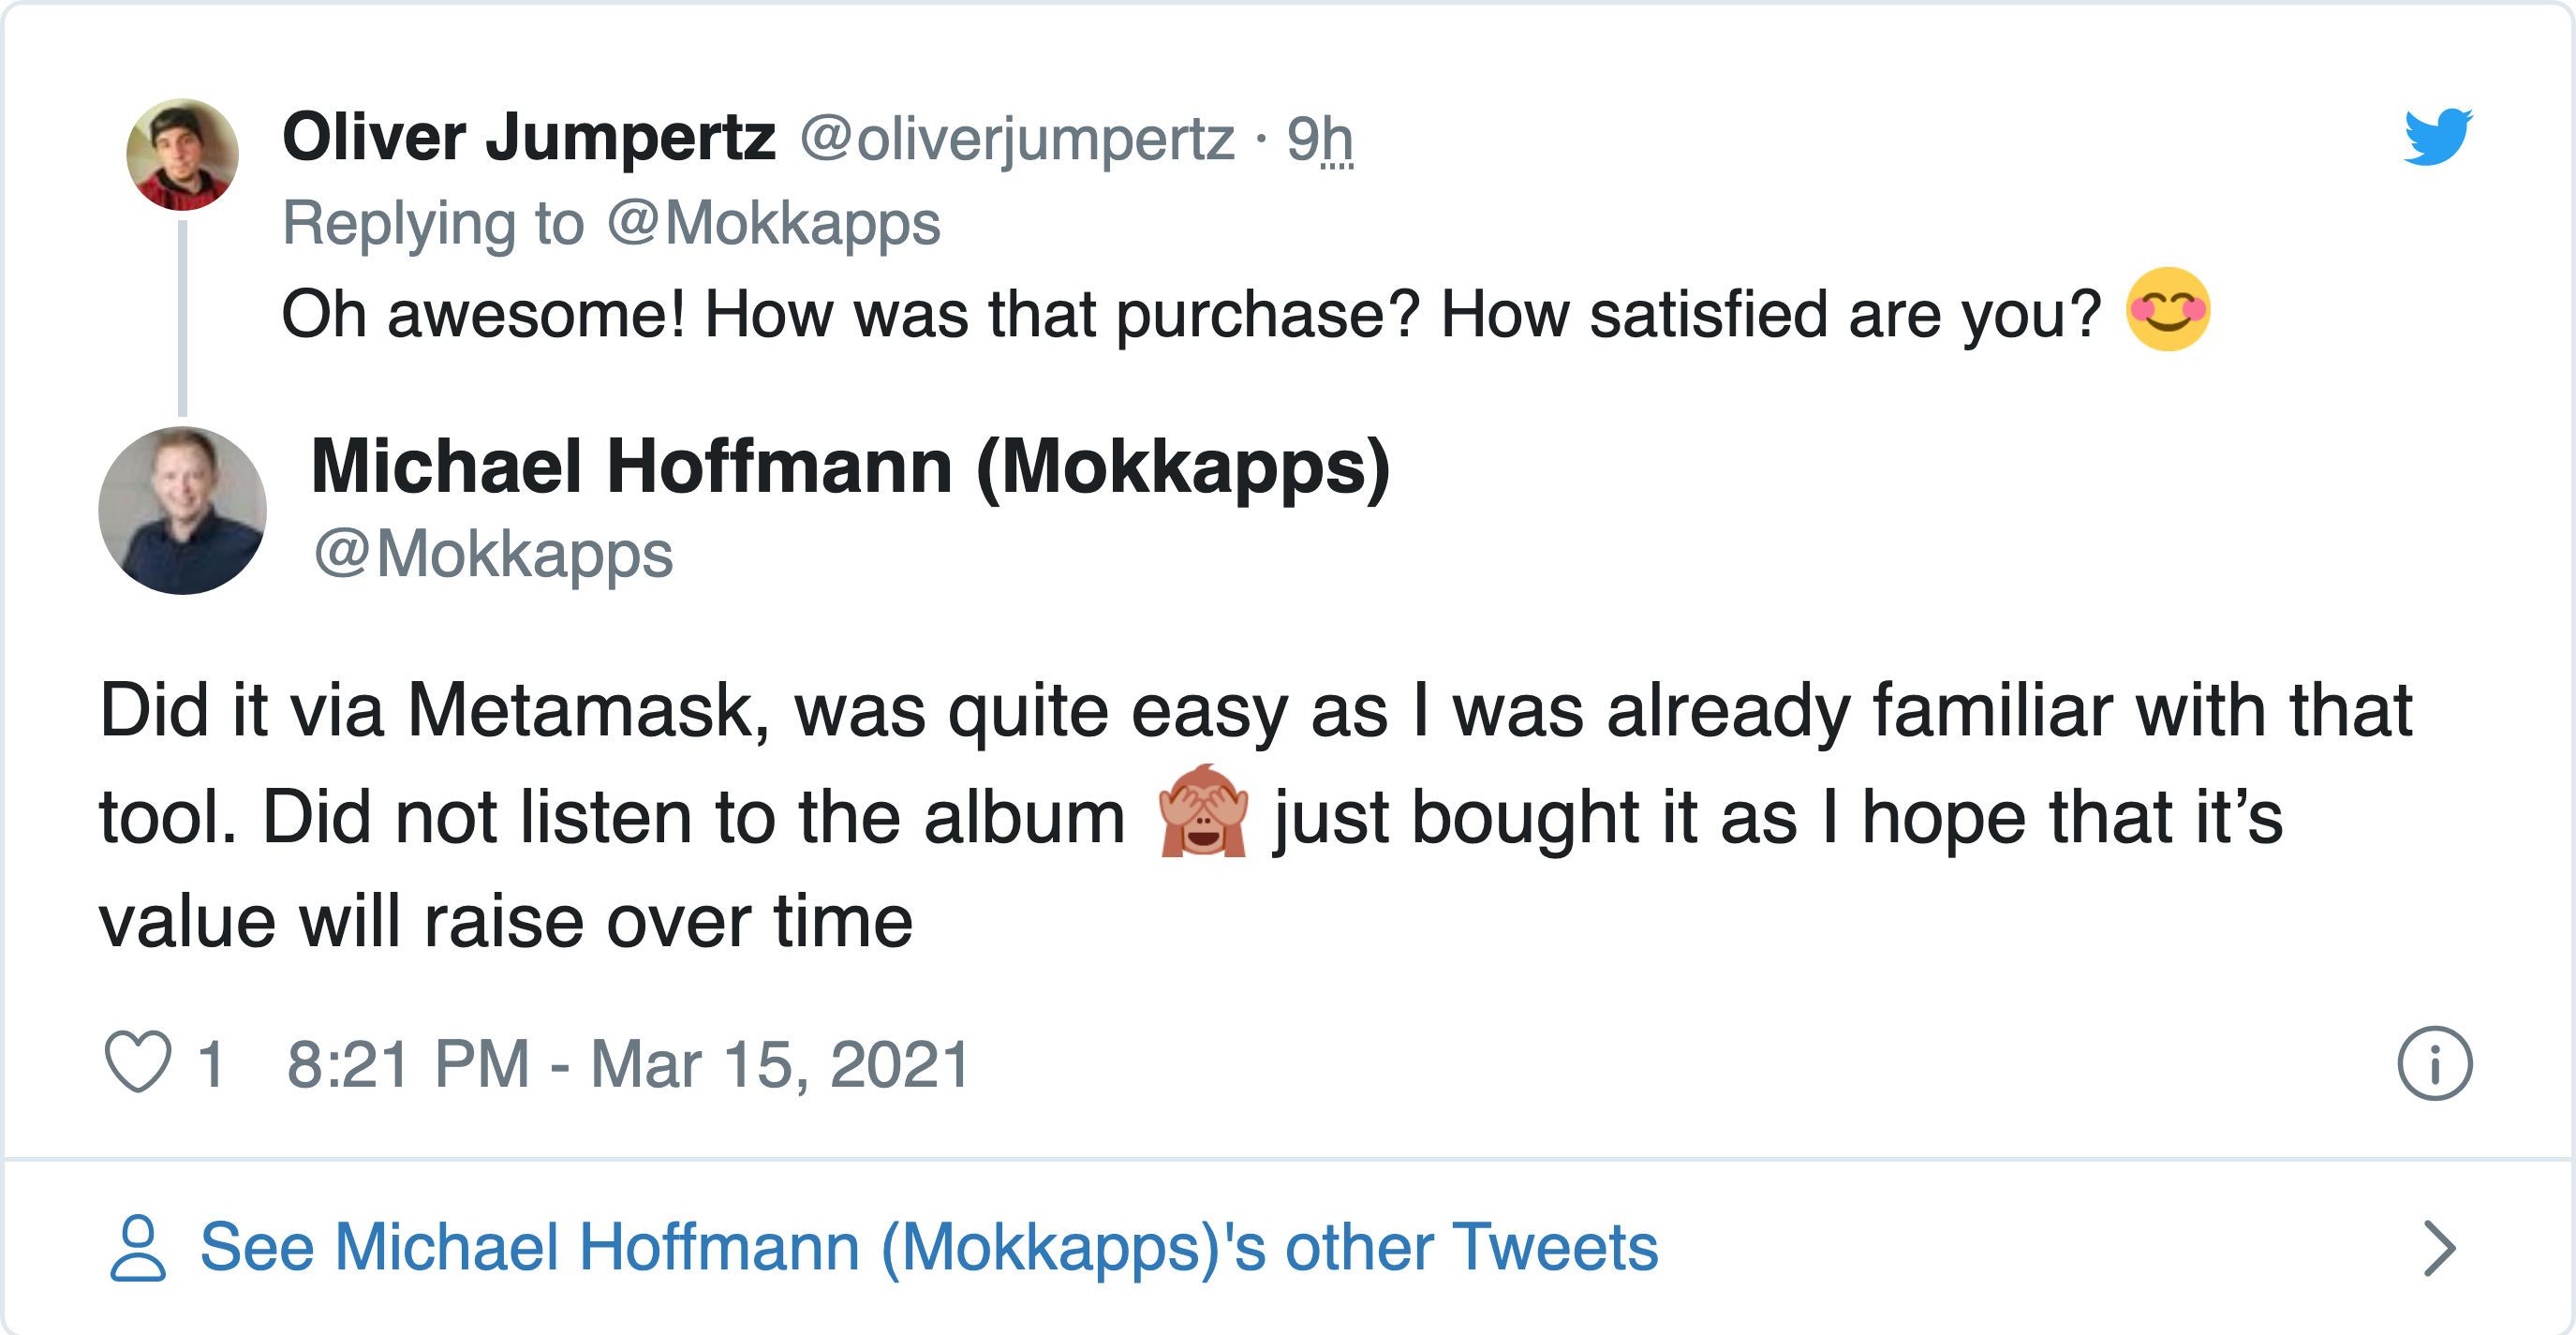 Oliver Jumpertz @oliverjumpertz · 9h
Replying to @Mokkapps
Oh awesome! How was that purchase? How satisfied are you? 😊
Michael Hoffmann (Mokkapps)
@Mokkapps
Did it via Metamask, was quite easy as I was already familiar with that
tool. Did not listen to the album 🙈 just bought it as I hope that it’s
value will raise over time
1 8:21 PM - Mar 15, 2021
See Michael Hoffmann (Mokkapps)'s other Tweets